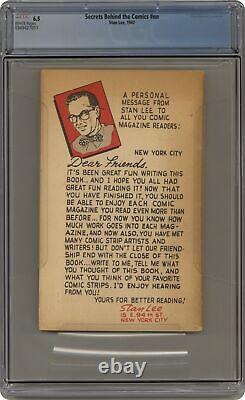 6.5
Secrets Behind the Comics #nn
Stan Lee, 1947
A PERSONAL
MESSAGE FROM
STAN LEE TO
ALL YOU COMIC
MAGAZINE READERS:
NEW YORK CITY
Dear Friends,
IT'S BEEN GREAT FUN WRITING THIS
BOOK... AND I HOPE YOU ALL HAD
GREAT FUN READING IT! NOW THAT
YOU HAVE FINISHED IT, YOU SHOULD
BE ABLE TO ENJOY EACH COMIC
MAGAZINE YOU READ EVEN MORE THAN
BEFORE... FOR NOW YOU KNOW HOW
MUCH WORK GOES INTO EACH MAG-
AZINE, AND NOW ALSO, YOU HAVE MET
MANY COMIC STRIP ARTISTS AND
WRITERS! BUT DON'T LET OUR FRIEND-
SHIP END WITH THE CLOSE OF THIS
BOOK... WRITE TO ME, TELL ME WHAT
YOU THOUGHT OF THIS BOOK, AND
WHAT YOU THINK OF YOUR FAVORITE
COMIC STRIPS. I'D ENJOY HEARING
FROM YOU!
YOURS FOR BETTER READING!
Stan Lee
15 E. 94 TH ST.
NEW YORK CITY